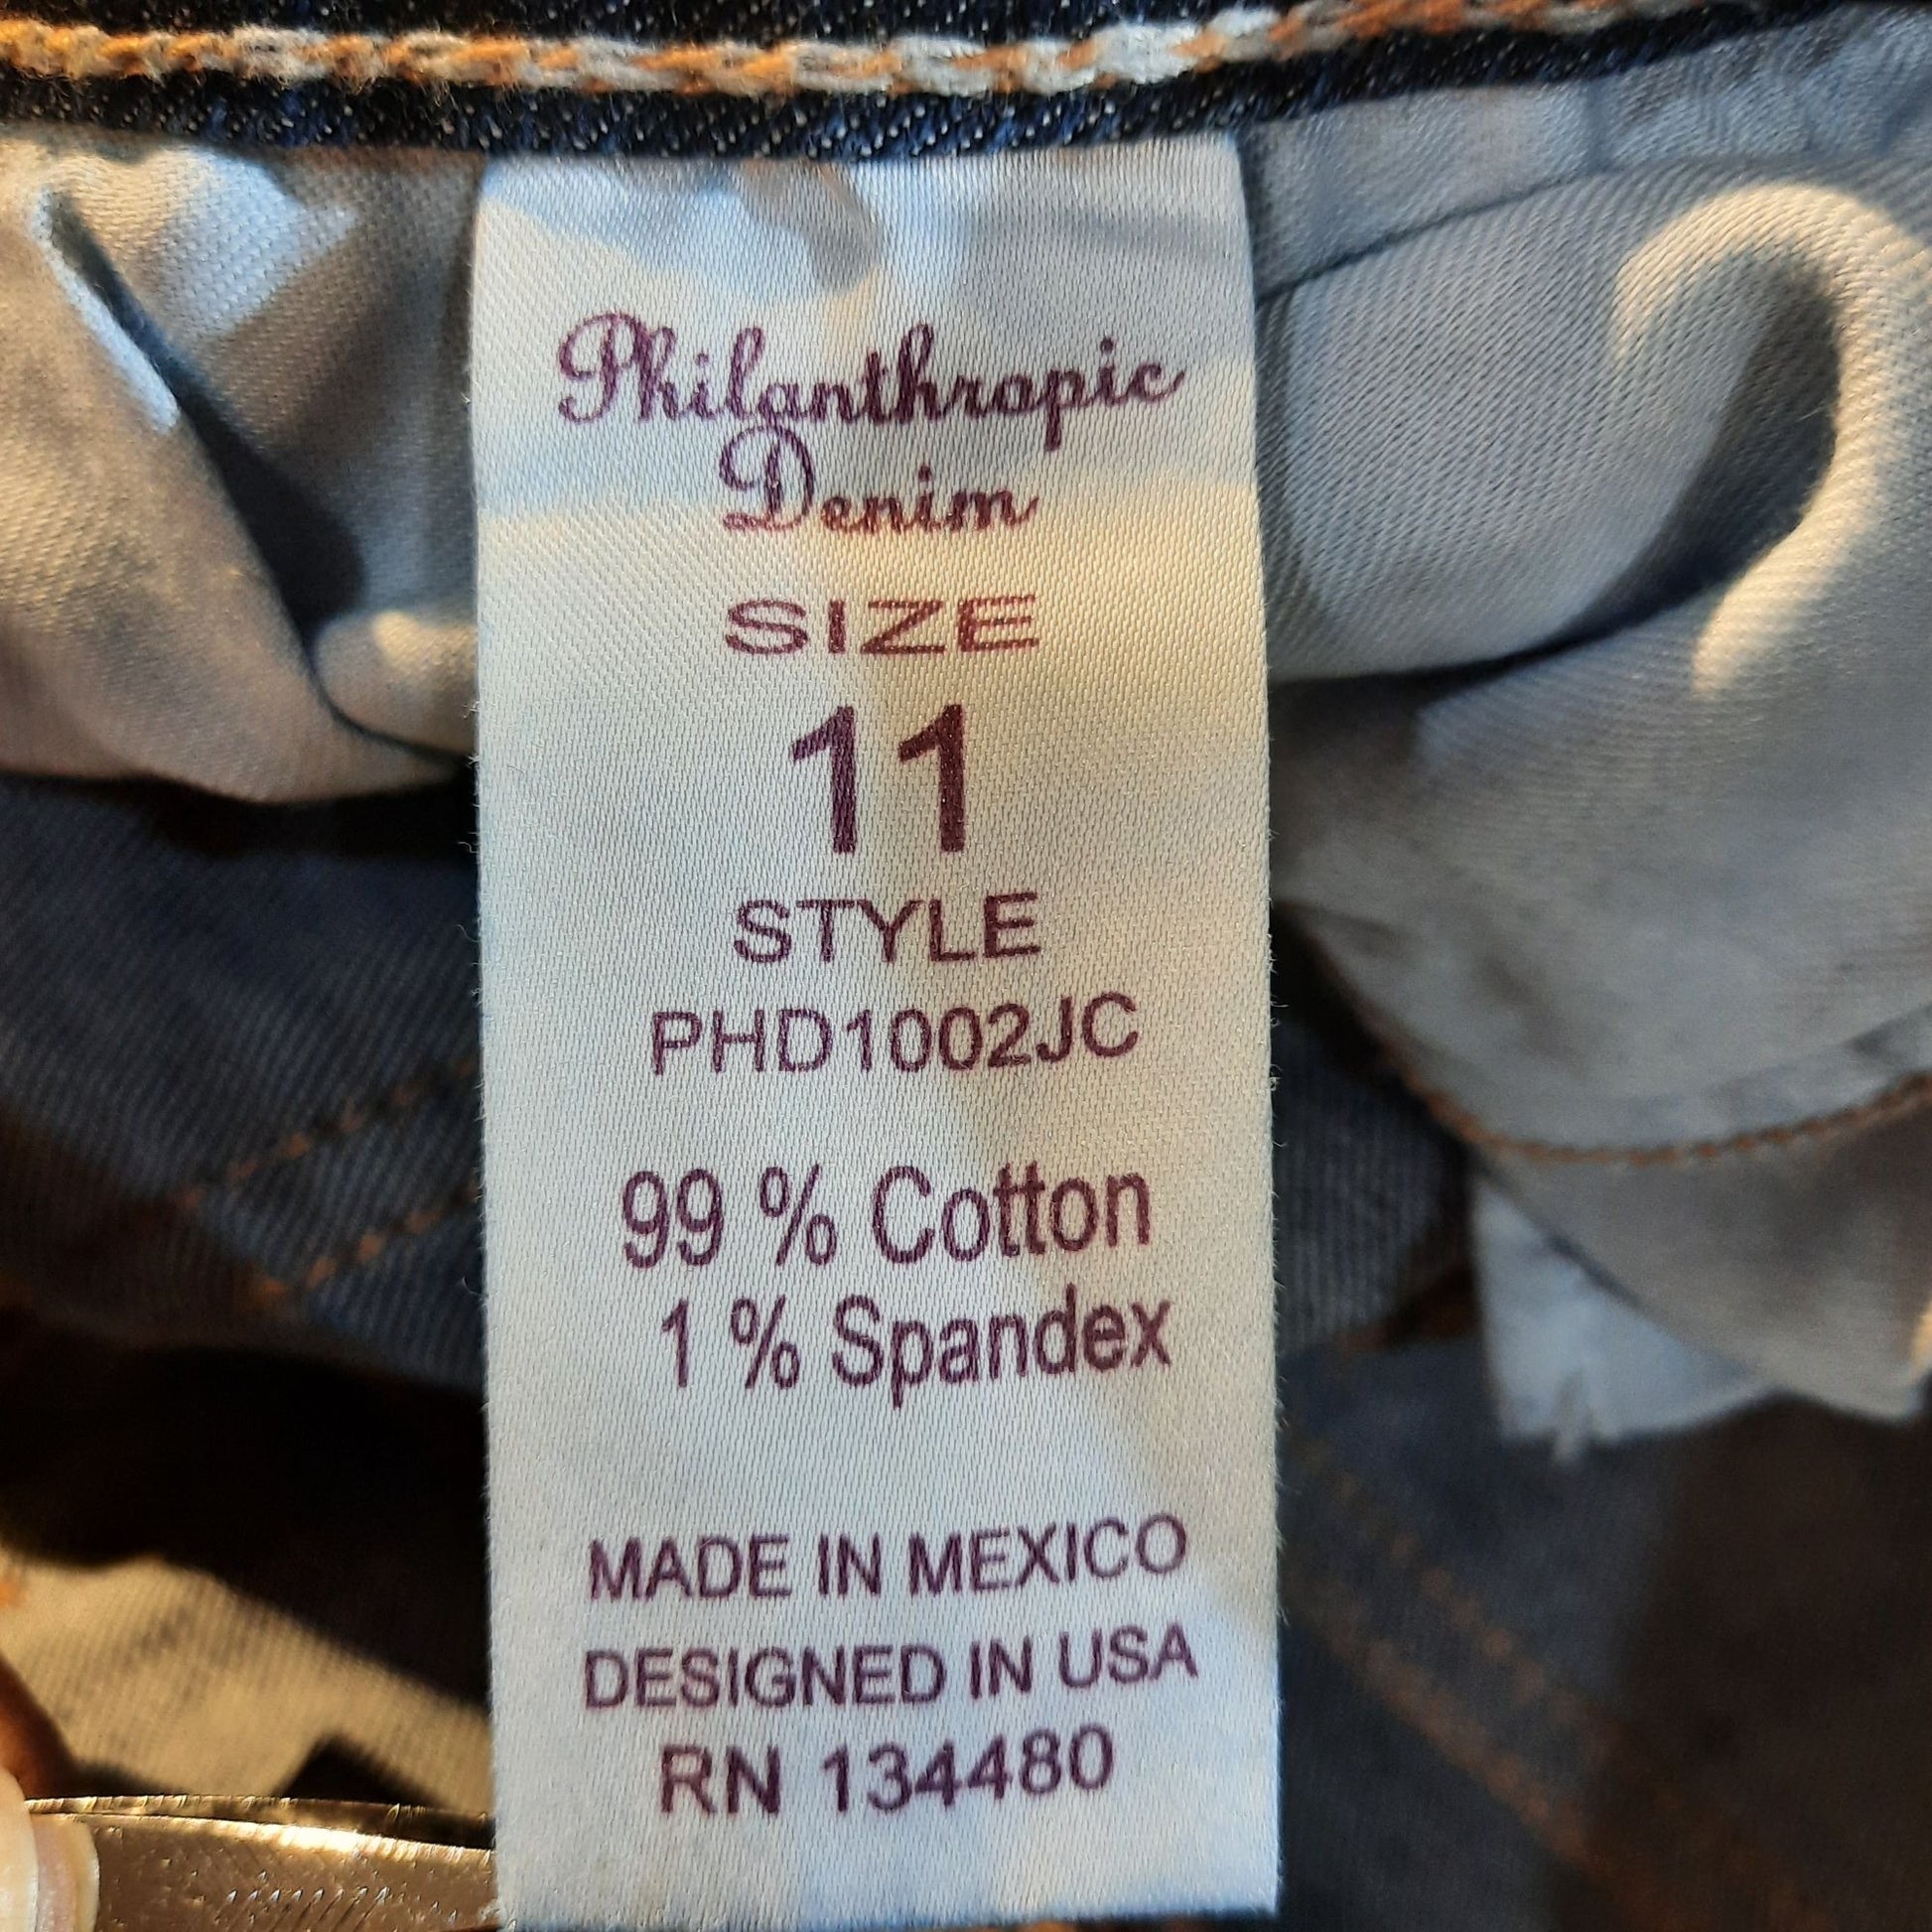 Philanthropic
Denim
SIZE
11
STYLE
PHD1002JC
99 % Cotton
1 % Spandex
MADE IN MEXICO
DESIGNED IN USA
RN 134480